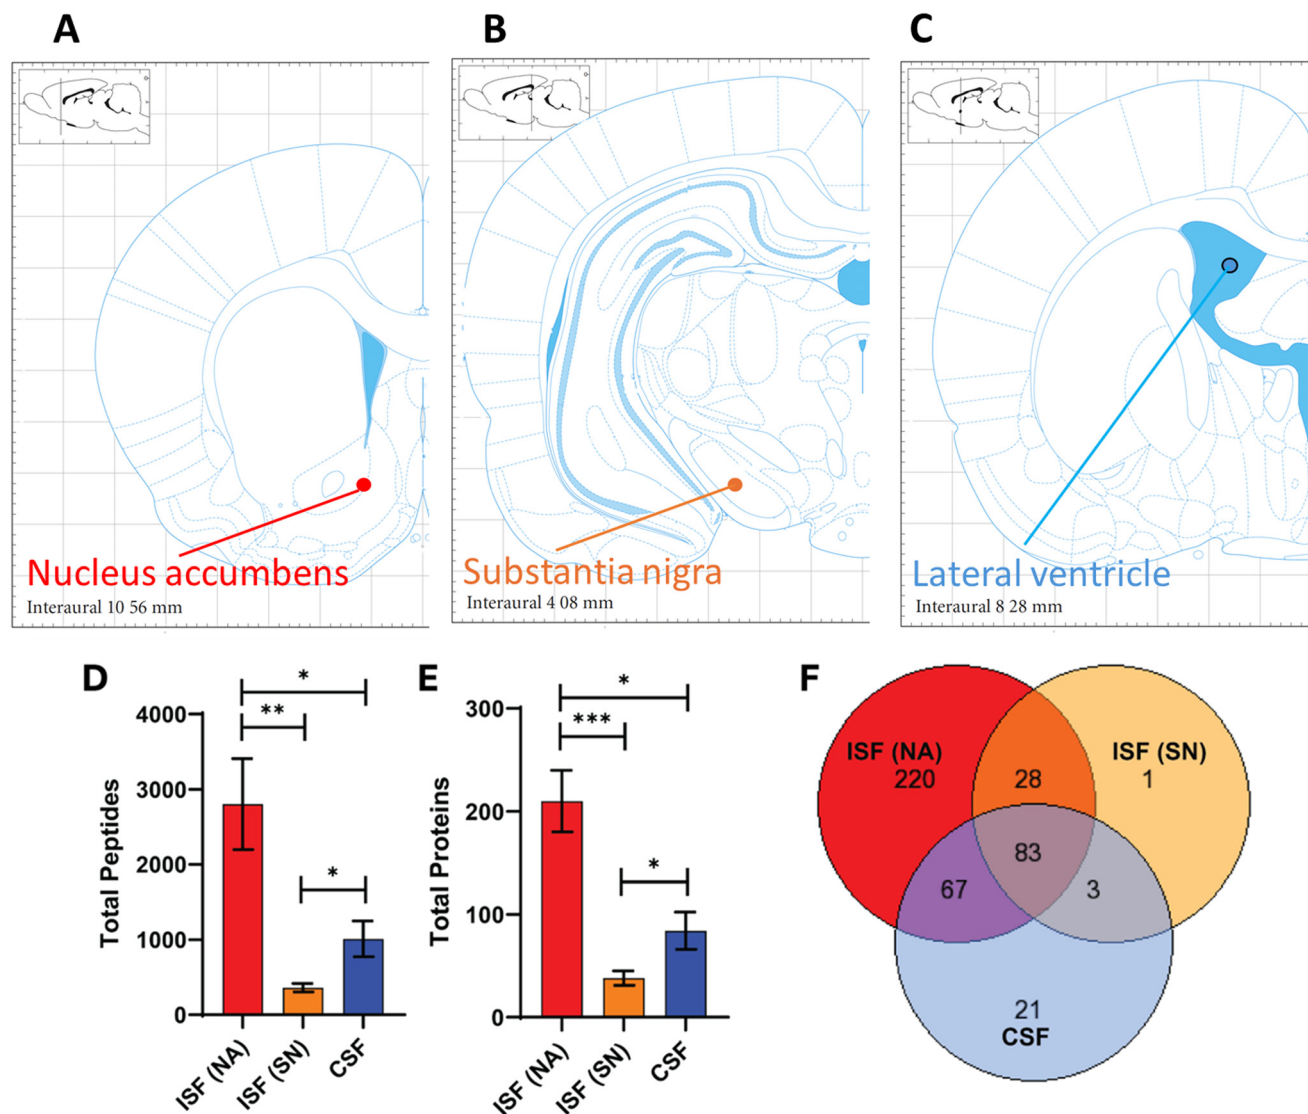 A
B
C
Nucleus accumbens
Interaural 10 56 mm
Substantia nigra
Interaural 4 08 mm
Lateral ventricle
Interaural 8 28 mm
D
Total Peptides
4000
3000
2000
1000
0
*
**
*
ISF (NA)
ISF (SN)
CSF
E
Total Proteins
300
200
100
0
*
***
*
ISF (NA)
ISF (SN)
CSF
F
ISF (NA)
220
28
ISF (SN)
1
83
67
3
21
CSF